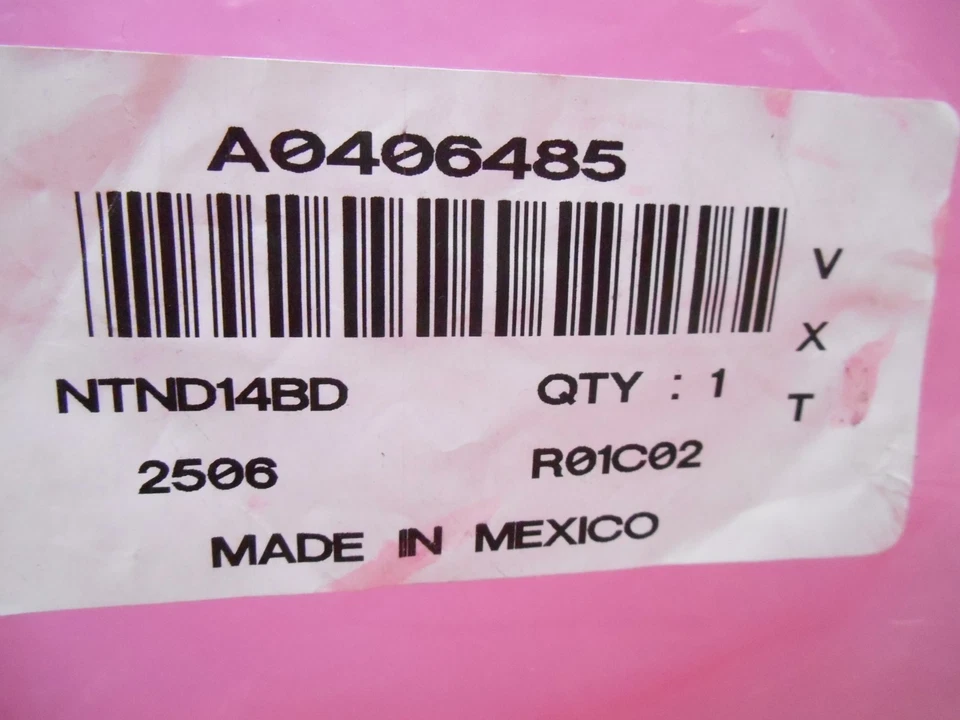 A0406485
V
X
T
NTND14BD QTY : 1
2506 R01C02
MADE IN MEXICO